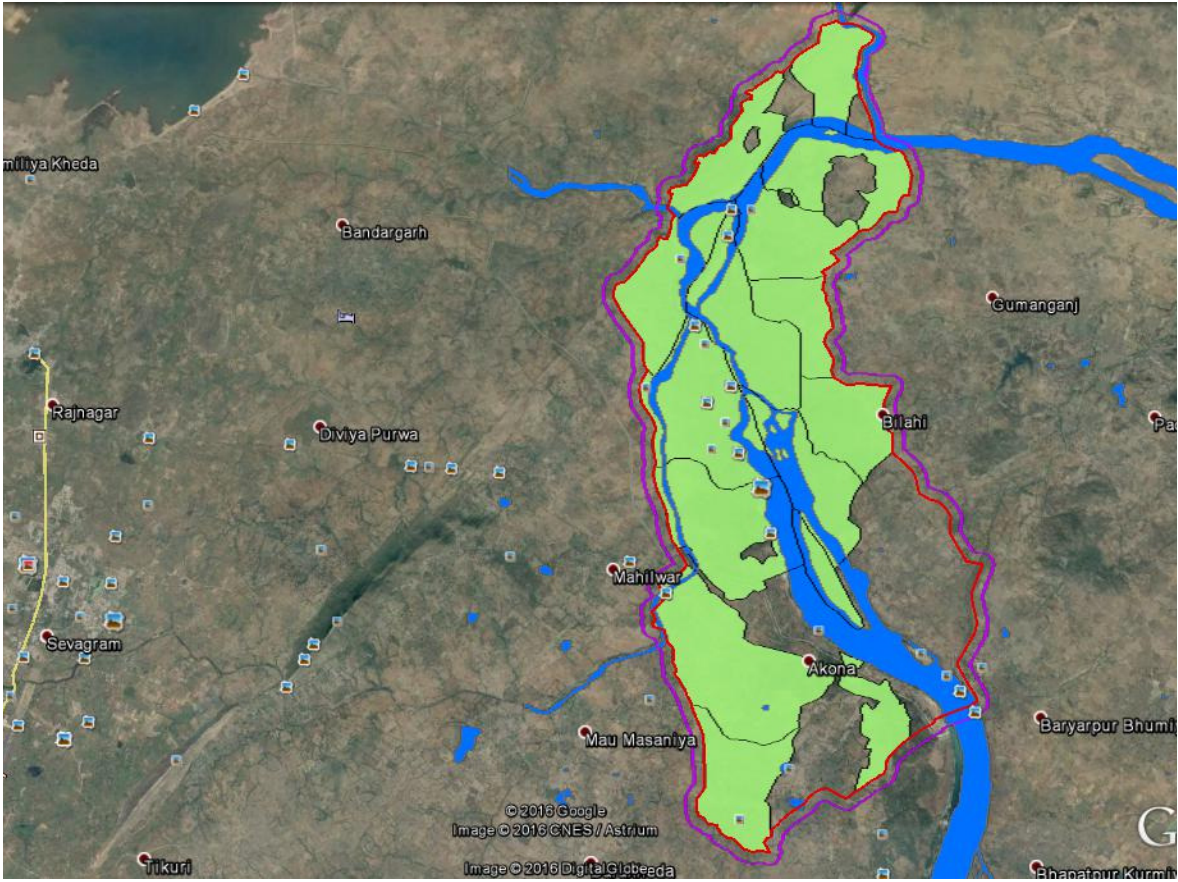 miliya Kheda
Bandargarh
Gumanganj
Rajnagar
Diviya Purwa
Bilahi
Mahilwar
Sevagram
Akona
Baryarpur Bhumi
Mau Masaniya
© 2016 Google
Image © 2016 CNES / Astrium
Tikuri
Image © 2016 DigitalGlobe
Bhapatpur Kurmi